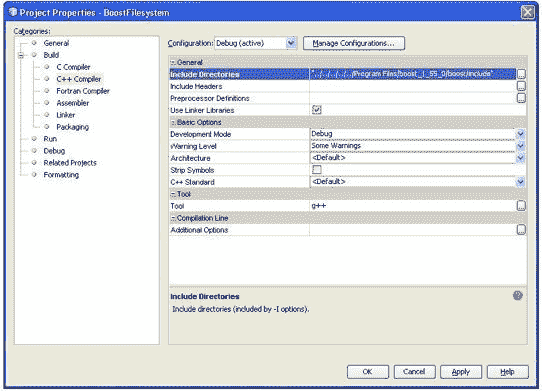 Project Properties - BoostFilesystem
Categories:
General
Build
C Compiler
C++ Compiler
Fortran Compiler
Assembler
Linker
Packaging
Run
Debug
Related Projects
Formatting
Configuration: Debug (active) Manage Configurations...
General
Include Directories /Program Files/boost_1_55_0/boost/include"
Include Headers
Preprocessor Definitions
Use Linker Libraries
Basic Options
Development Mode Debug
Warning Level Some Warnings
Architecture <Default>
Strip Symbols
C++ Standard <Default>
Tool
Tool g++
Compilation Line
Additional Options
Include Directories
Include directories (included by -I options).
OK Cancel Apply Help